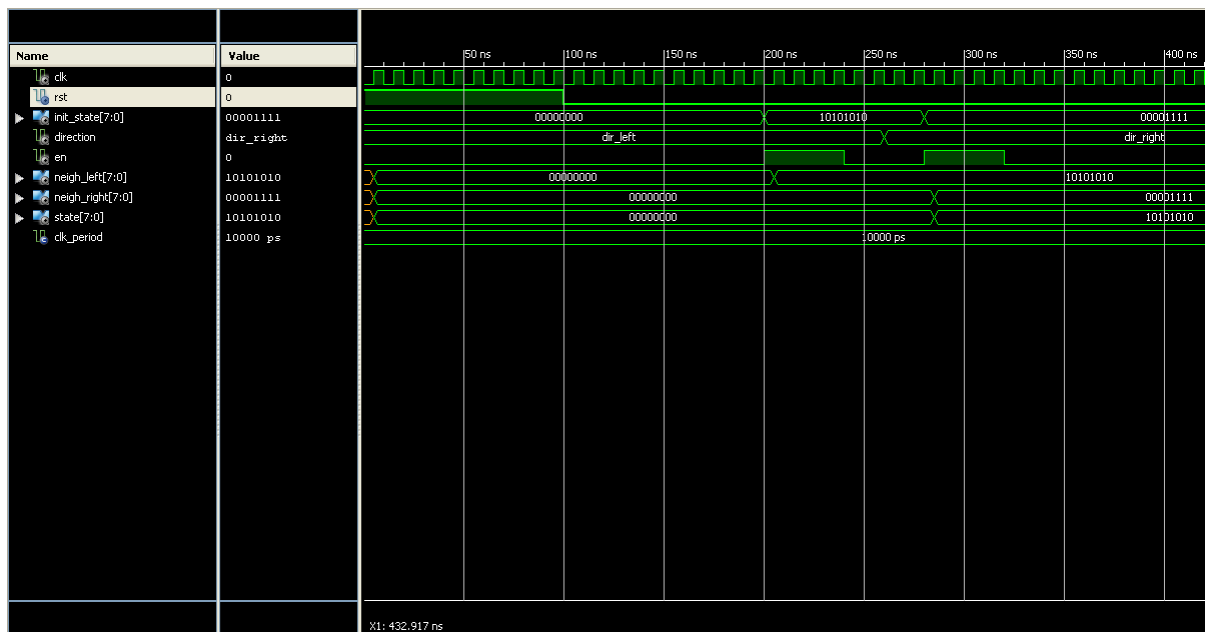 Name Value
50 ns 100 ns 150 ns 200 ns 250 ns 300 ns 350 ns 400 ns
clk 0
rst 0
init_state[7:0] 00001111 00000000 10101010 00001111
direction dir_right dir_left dir_right
en 0
neigh_left[7:0] 10101010 00000000 10101010
neigh_right[7:0] 00001111 00000000 00001111
state[7:0] 10101010 00000000 10101010
clk_period 10000 ps 10000 ps
X1: 432.917 ns